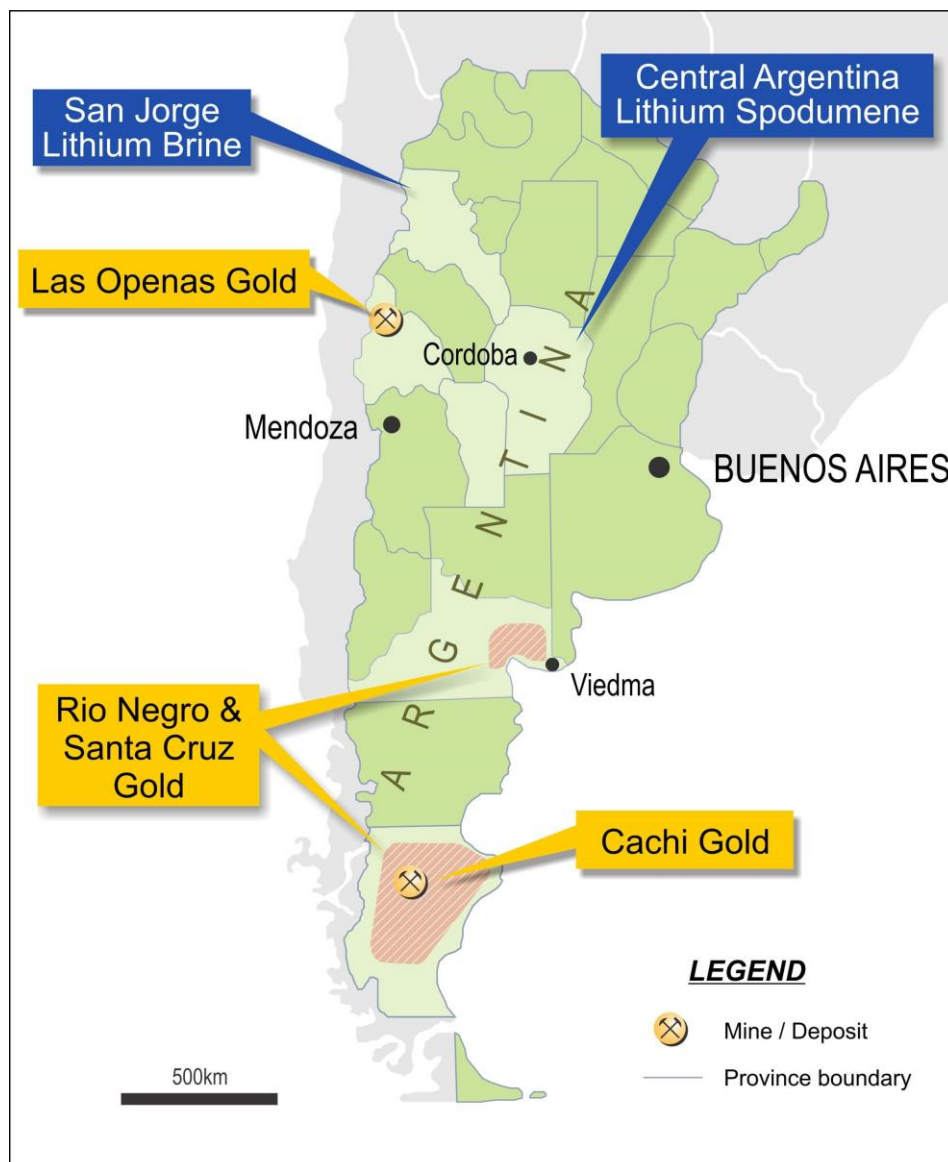 San Jorge
Lithium Brine
Central Argentina
Lithium Spodumene
Las Openas Gold
Cordoba
Mendoza
BUENOS AIRES
ARGENTINA
Viedma
Rio Negro &
Santa Cruz
Gold
Cachi Gold
LEGEND
Mine / Deposit
Province boundary
500km